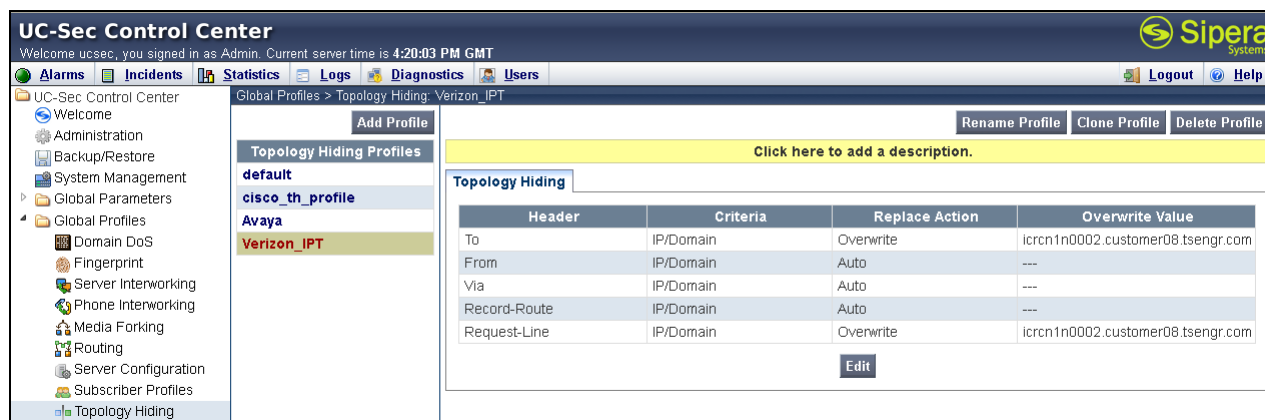 UC-Sec Control Center
Sipera
Systems
Welcome ucsec, you signed in as Admin. Current server time is 4:20:03 PM GMT
Alarms Incidents Statistics Logs Diagnostics Users Logout Help
UC-Sec Control Center
Welcome
Administration
Backup/Restore
System Management
Global Parameters
Global Profiles
Domain DoS
Fingerprint
Server Interworking
Phone Interworking
Media Forking
Routing
Server Configuration
Subscriber Profiles
Topology Hiding
Global Profiles > Topology Hiding: Verizon_IPT
Add Profile
Topology Hiding Profiles
default
cisco_th_profile
Avaya
Verizon_IPT
Rename Profile Clone Profile Delete Profile
Click here to add a description.
Topology Hiding
Header Criteria Replace Action Overwrite Value
To IP/Domain Overwrite icrcn1n0002.customer08.tsengr.com
From IP/Domain Auto ---
Via IP/Domain Auto ---
Record-Route IP/Domain Auto ---
Request-Line IP/Domain Overwrite icrcn1n0002.customer08.tsengr.com
Edit